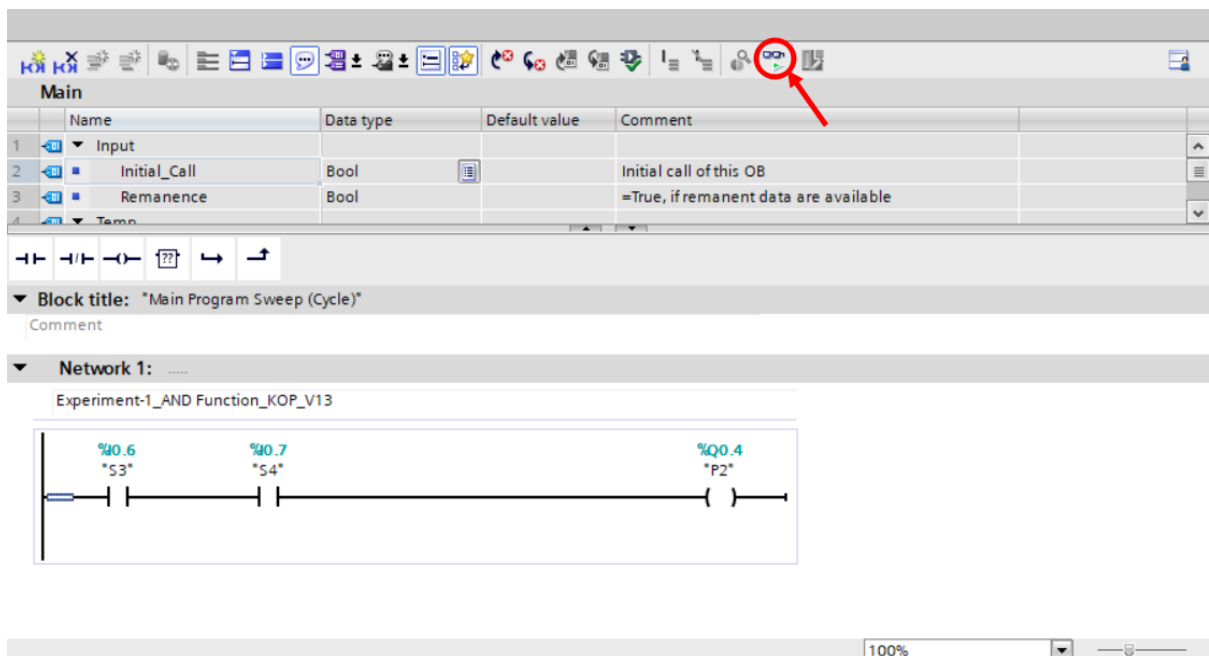 Main
Name Data type Default value Comment
1 Input
2 Initial_Call Bool Initial call of this OB
3 Remanence Bool =True, if remanent data are available
4 Temp
??
Block title: "Main Program Sweep (Cycle)"
Comment
Network 1: .....
Experiment-1_AND Function_KOP_V13
%I0.6 %I0.7 %Q0.4
"S3" "S4" "P2"
100%